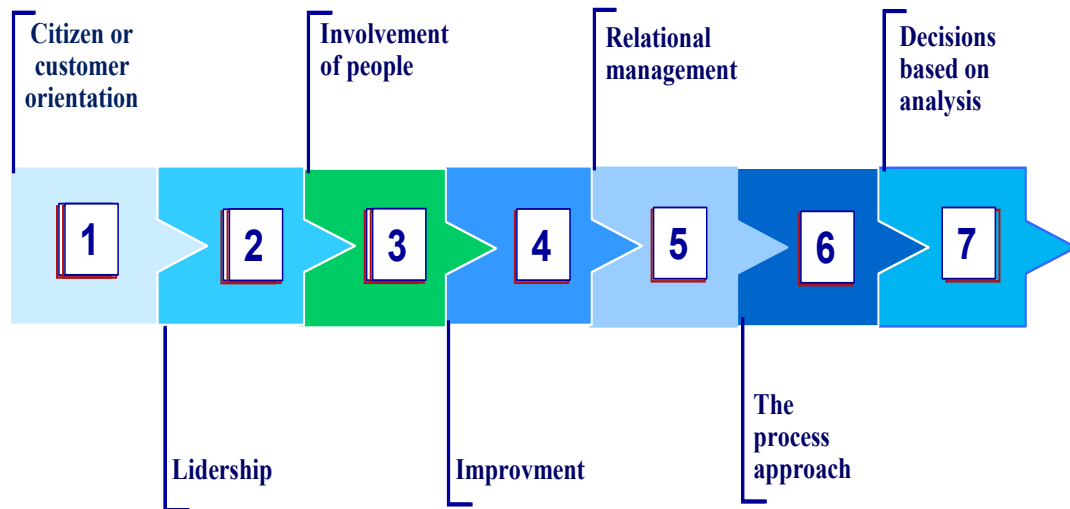 Citizen or
customer
orientation
Involvement
of people
Relational
management
Decisions
based on
analysis
1
2
3
4
5
6
7
Lidership
Improvment
The
process
approach